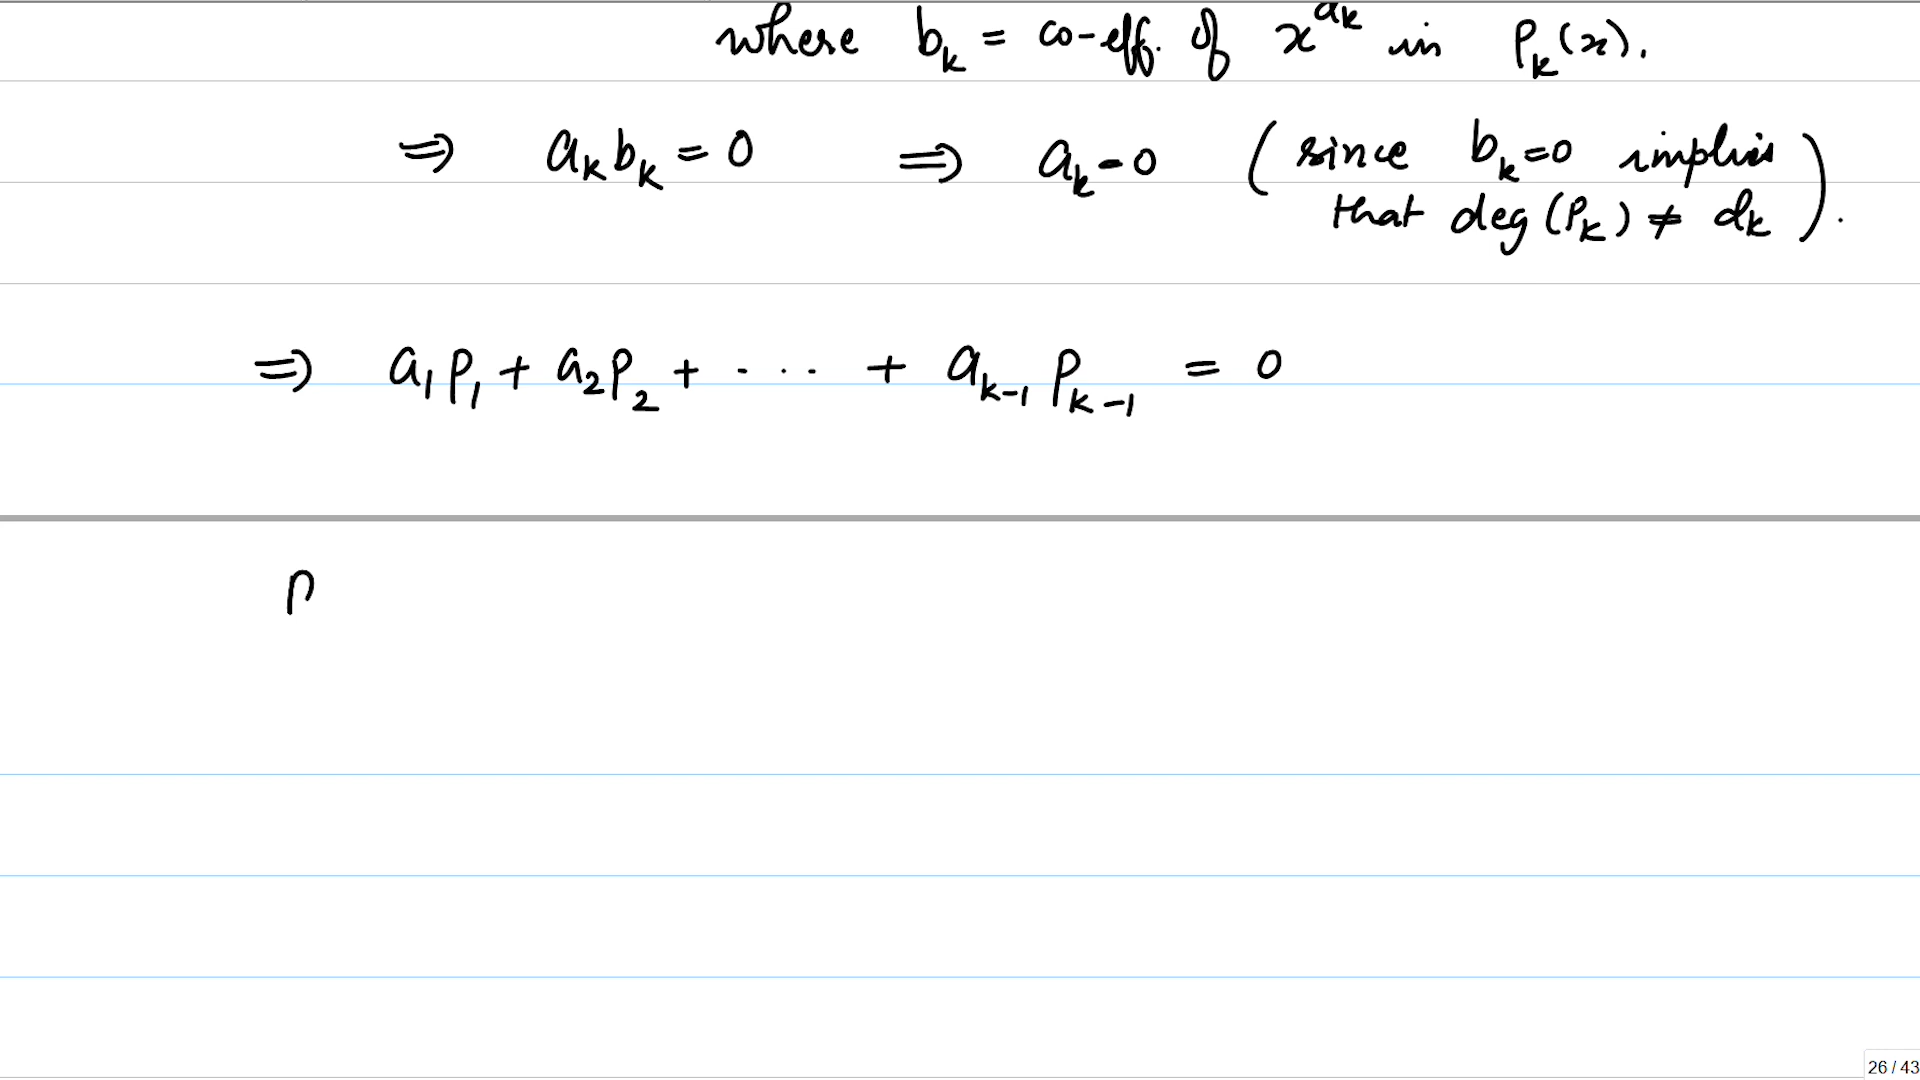 where b_k = co-eff. of x^{d_k} in P_k(x).
⇒ a_k b_k = 0 ⇒ a_k = 0 (since b_k = 0 implies
that deg(P_k) ≠ d_k).
⇒ a_1 P_1 + a_2 P_2 + .... + a_{k-1} P_{k-1} = 0
26 / 43